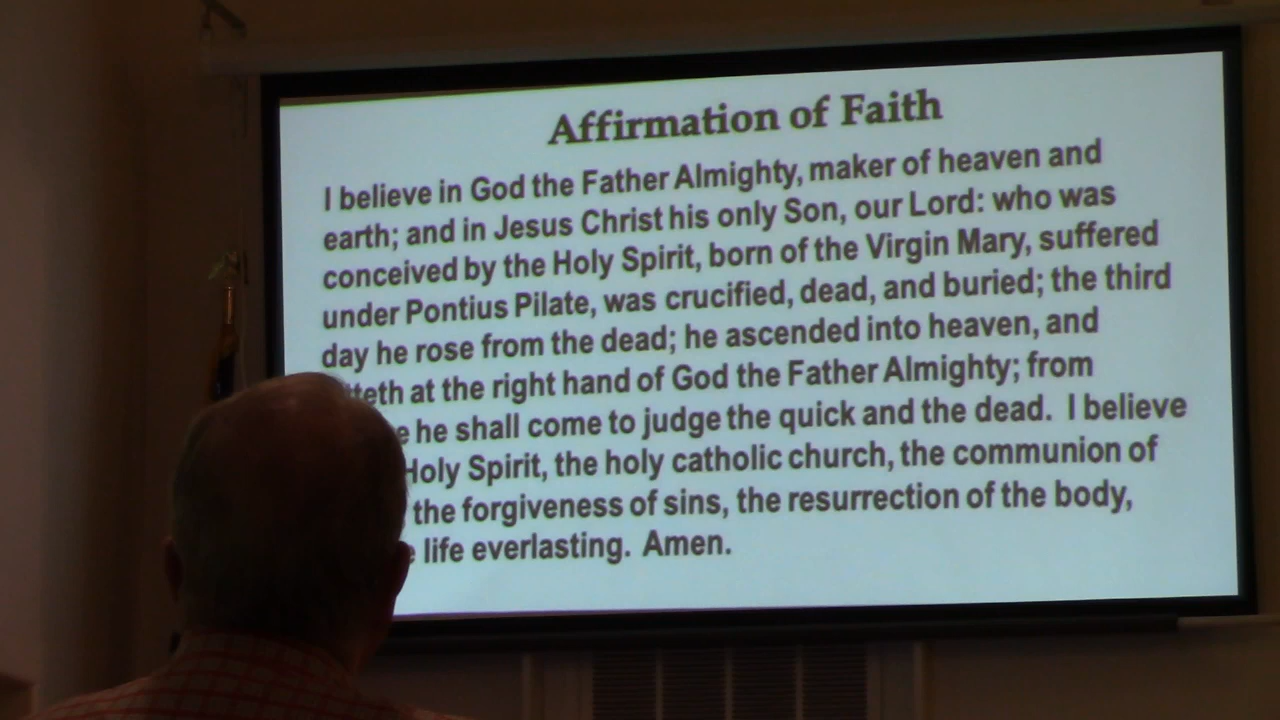 Affirmation of Faith
I believe in God the Father Almighty, maker of heaven and
earth; and in Jesus Christ his only Son, our Lord: who was
conceived by the Holy Spirit, born of the Virgin Mary, suffered
under Pontius Pilate, was crucified, dead, and buried; the third
day he rose from the dead; he ascended into heaven, and
at the right hand of God the Father Almighty; from
he shall come to judge the quick and the dead. I believe
Holy Spirit, the holy catholic church, the communion of
the forgiveness of sins, the resurrection of the body,
life everlasting. Amen.